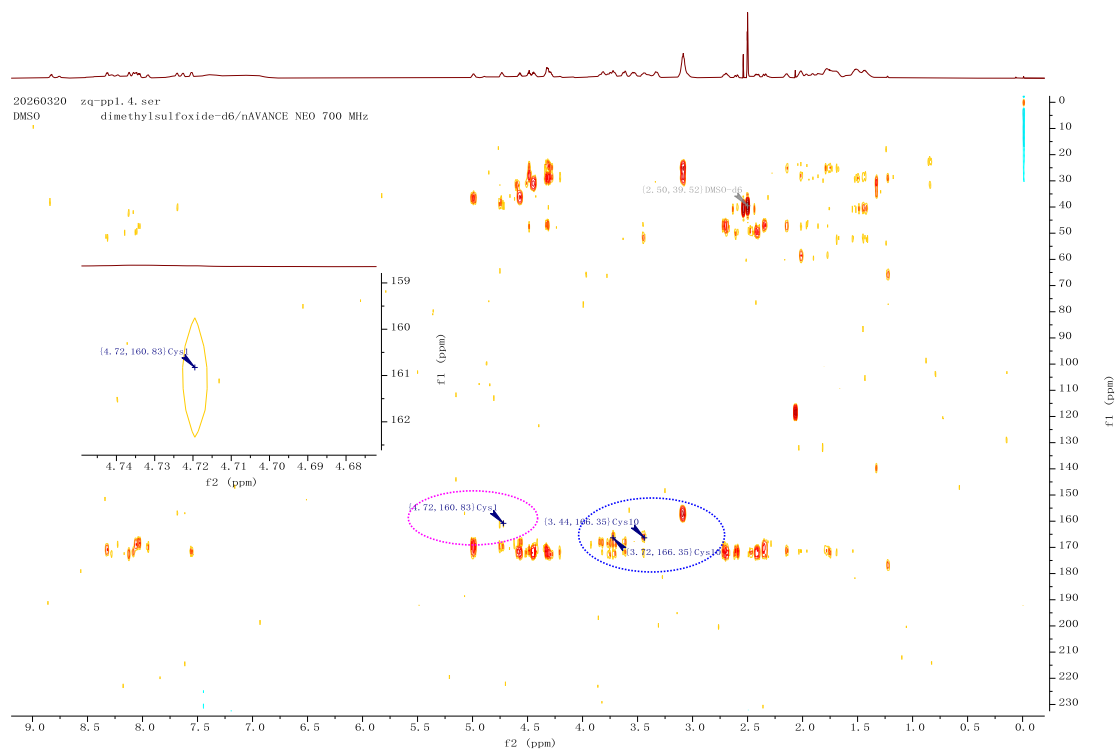 20260320 zq-pp1.4.ser
DMSO dimethylsulfoxide-d6/nAVANCE NEO 700 MHz
{2.50,39.52}DMSO-d6
{4.72,160.83}Cys1
159
160
161
162
f1 (ppm)
4.74 4.73 4.72 4.71 4.70 4.69 4.68
f2 (ppm)
{4.72,160.83}Cys1
{3.44,166.35}Cys10
{3.72,166.35}Cys10
0
10
20
30
40
50
60
70
80
90
100
110
120
130
140
150
160
170
180
190
200
210
220
230
f1 (ppm)
9.0 8.5 8.0 7.5 7.0 6.5 6.0 5.5 5.0 4.5 4.0 3.5 3.0 2.5 2.0 1.5 1.0 0.5 0.0
f2 (ppm)